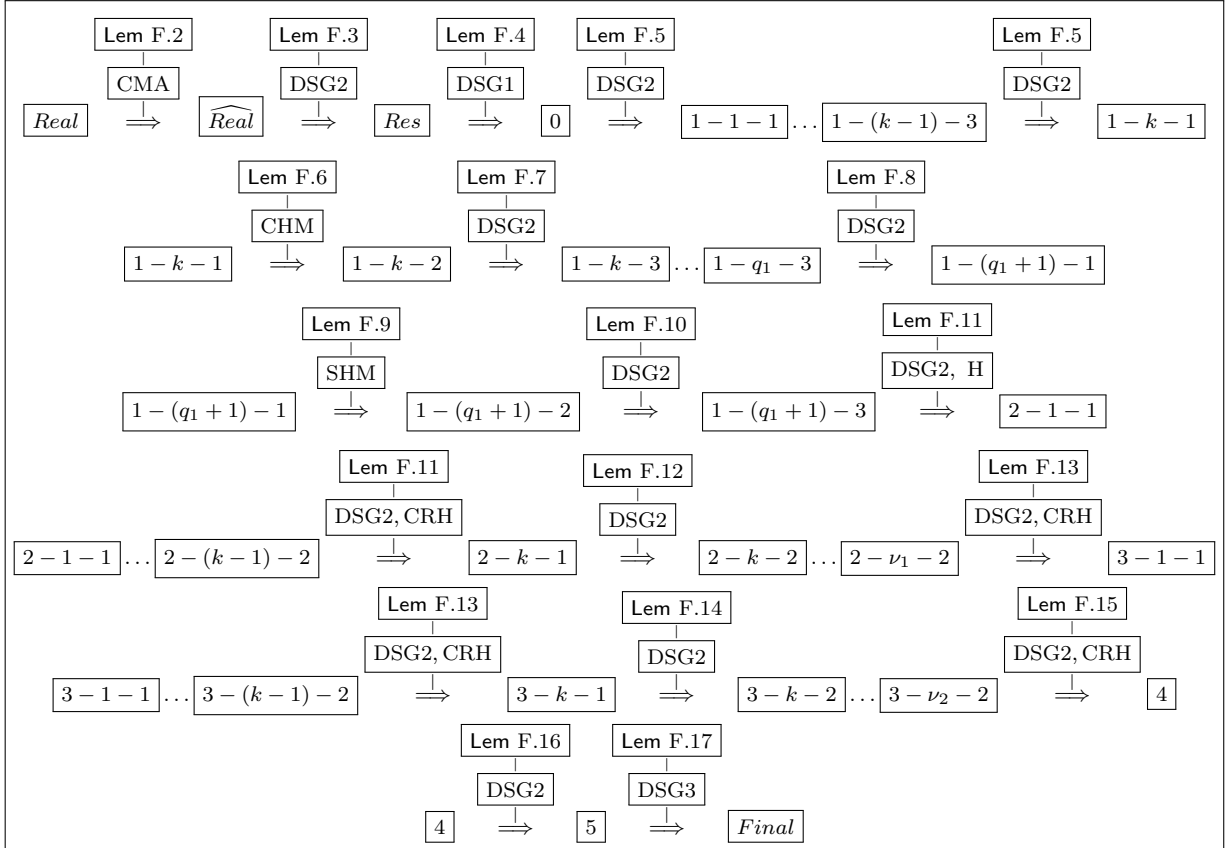 Lem F.2 Lem F.3 Lem F.4 Lem F.5 Lem F.5
CMA DSG2 DSG1 DSG2 DSG2
Real ⟹ \widehat{Real} ⟹ Res ⟹ 0 ⟹ 1 − 1 − 1 … 1 − (k − 1) − 3 ⟹ 1 − k − 1
Lem F.6 Lem F.7 Lem F.8
CHM DSG2 DSG2
1 − k − 1 ⟹ 1 − k − 2 ⟹ 1 − k − 3 … 1 − q₁ − 3 ⟹ 1 − (q₁ + 1) − 1
Lem F.9 Lem F.10 Lem F.11
SHM DSG2 DSG2, H
1 − (q₁ + 1) − 1 ⟹ 1 − (q₁ + 1) − 2 ⟹ 1 − (q₁ + 1) − 3 ⟹ 2 − 1 − 1
Lem F.11 Lem F.12 Lem F.13
DSG2, CRH DSG2 DSG2, CRH
2 − 1 − 1 … 2 − (k − 1) − 2 ⟹ 2 − k − 1 ⟹ 2 − k − 2 … 2 − ν₁ − 2 ⟹ 3 − 1 − 1
Lem F.13 Lem F.14 Lem F.15
DSG2, CRH DSG2 DSG2, CRH
3 − 1 − 1 … 3 − (k − 1) − 2 ⟹ 3 − k − 1 ⟹ 3 − k − 2 … 3 − ν₂ − 2 ⟹ 4
Lem F.16 Lem F.17
DSG2 DSG3
4 ⟹ 5 ⟹ Final